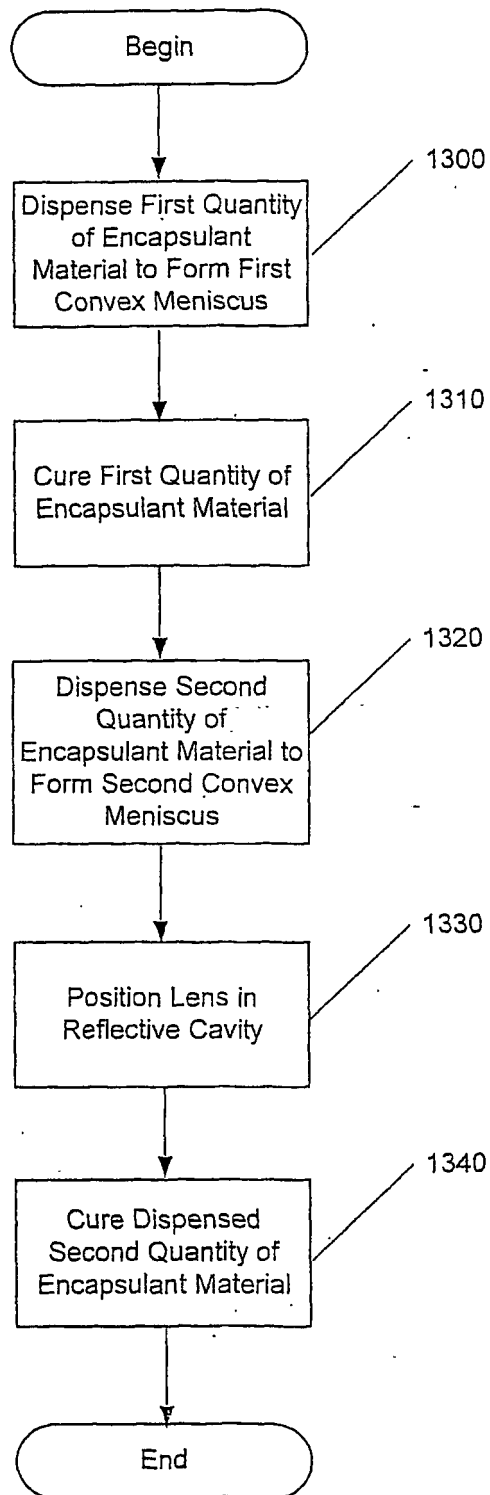 Begin
1300
Dispense First Quantity
of Encapsulant
Material to Form First
Convex Meniscus
1310
Cure First Quantity of
Encapsulant Material
1320
Dispense Second
Quantity of
Encapsulant Material to
Form Second Convex
Meniscus
1330
Position Lens in
Reflective Cavity
1340
Cure Dispensed
Second Quantity of
Encapsulant Material
End